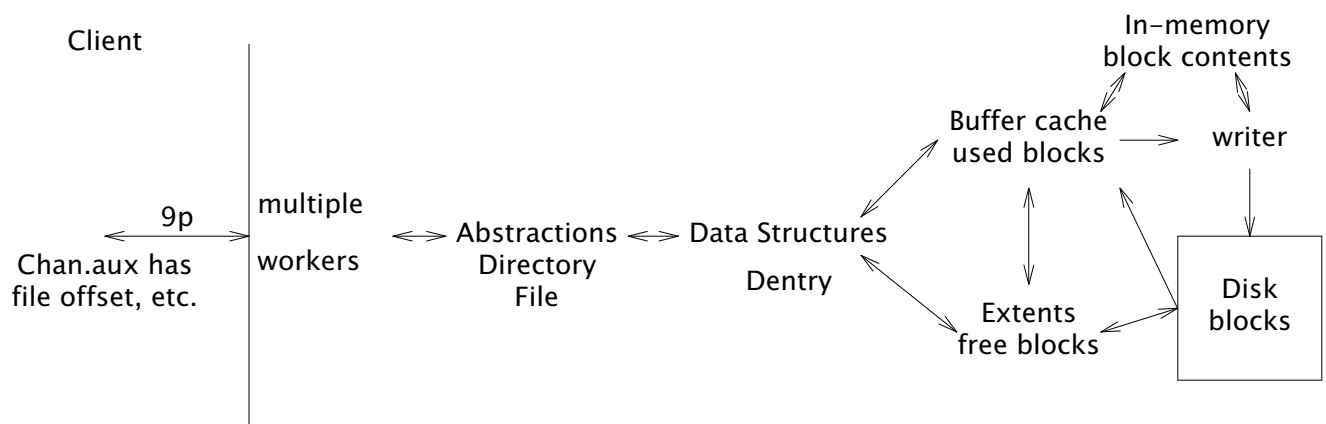 Client
9p
Chan.aux has
file offset, etc.
multiple
workers
Abstractions
Directory
File
Data Structures
Dentry
Buffer cache
used blocks
Extents
free blocks
In−memory
block contents
writer
Disk
blocks